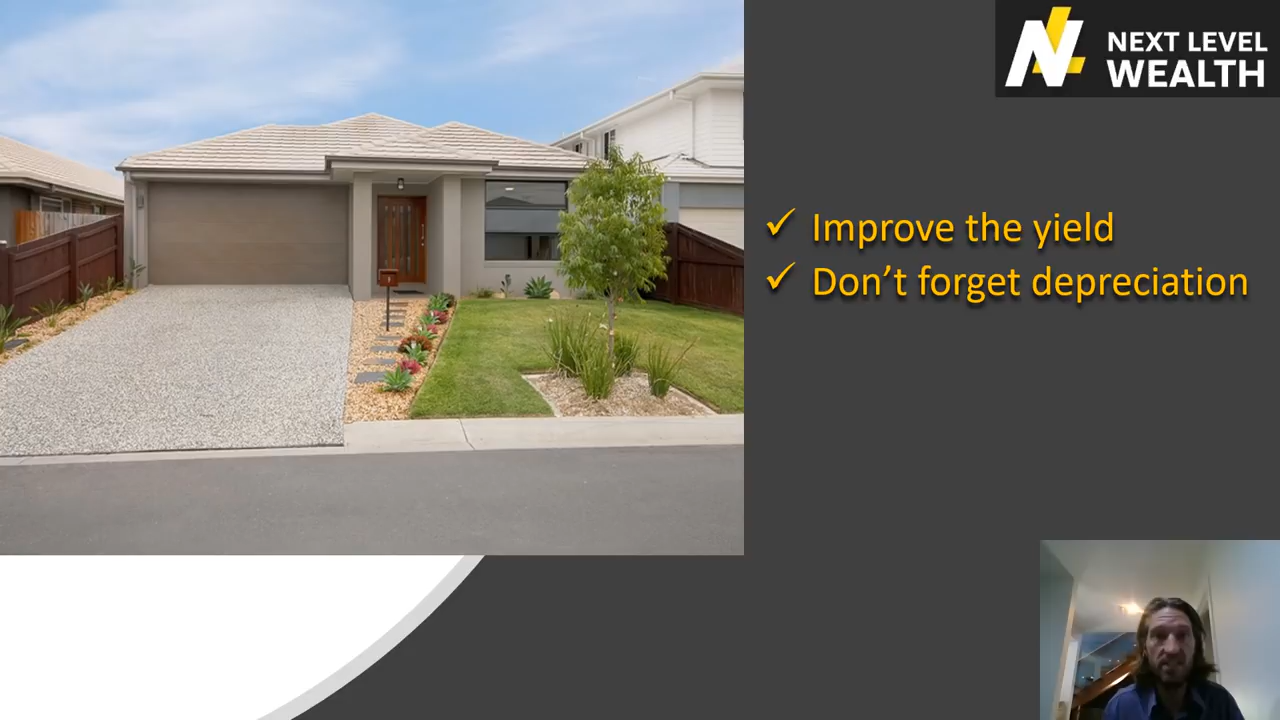 NEXT LEVEL
WEALTH
✓ Improve the yield
✓ Don’t forget depreciation